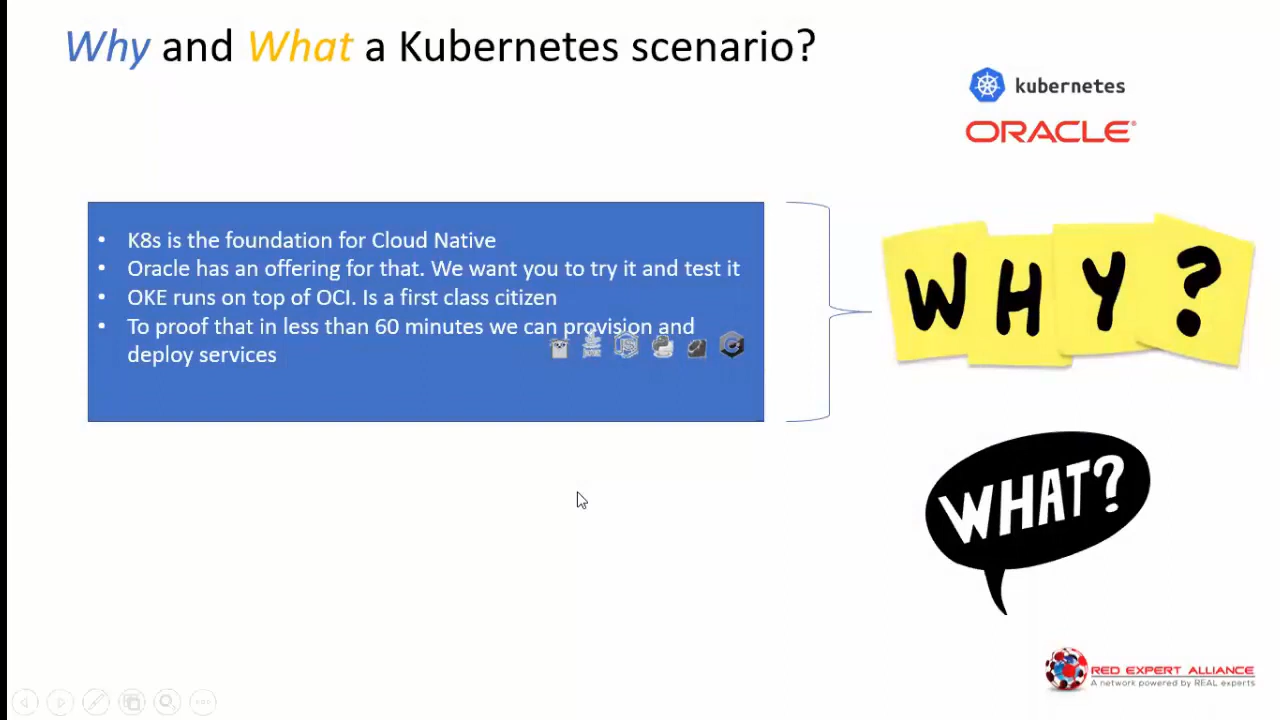 Why and What a Kubernetes scenario?
kubernetes
ORACLE®
• K8s is the foundation for Cloud Native
• Oracle has an offering for that. We want you to try it and test it
• OKE runs on top of OCI. Is a first class citizen
• To proof that in less than 60 minutes we can provision and
deploy services
WHY?
WHAT?
RED EXPERT ALLIANCE
A network powered by REAL experts